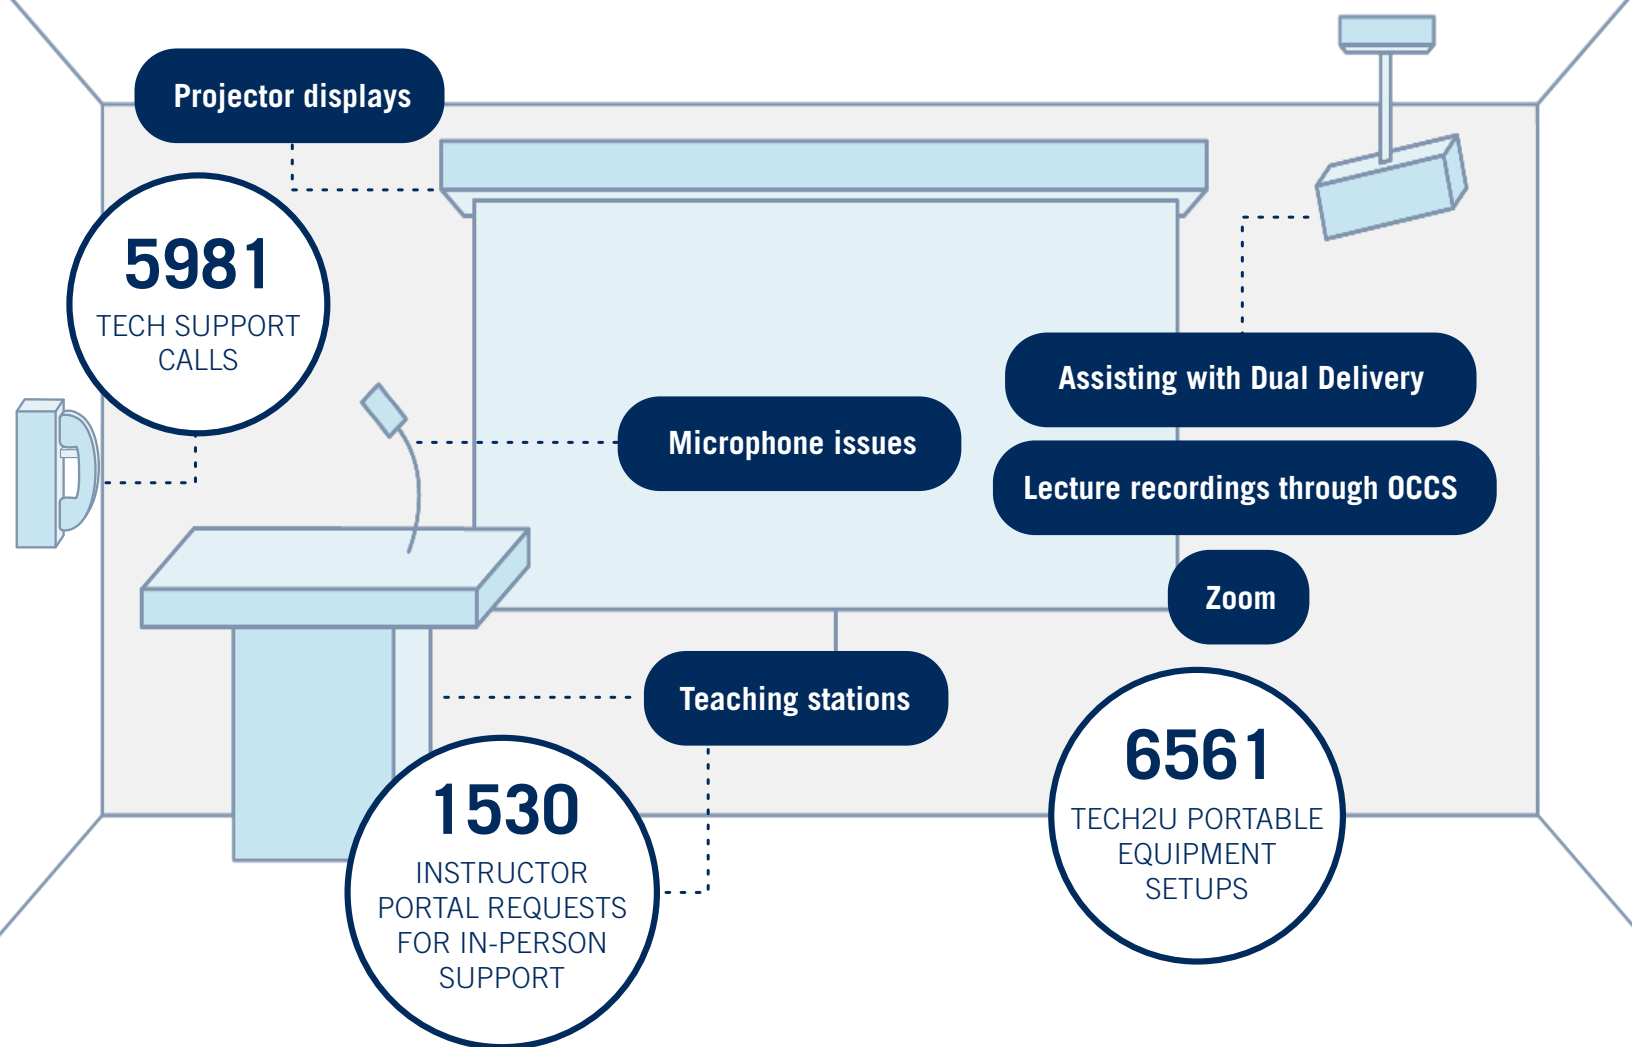 Projector displays
5981
TECH SUPPORT
CALLS
Microphone issues
Assisting with Dual Delivery
Lecture recordings through OCCS
Zoom
Teaching stations
1530
INSTRUCTOR
PORTAL REQUESTS
FOR IN-PERSON
SUPPORT
6561
TECH2U PORTABLE
EQUIPMENT
SETUPS